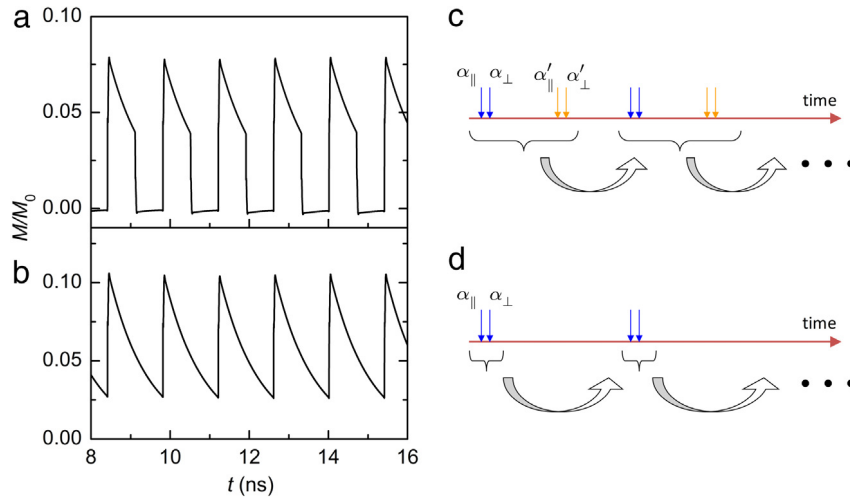 a
0.10
0.05
0.00
M/M₀
b
0.10
0.05
0.00
8 10 12 14 16
t (ns)
c
α∥ α⊥ α′∥ α′⊥
time
d
α∥ α⊥
time